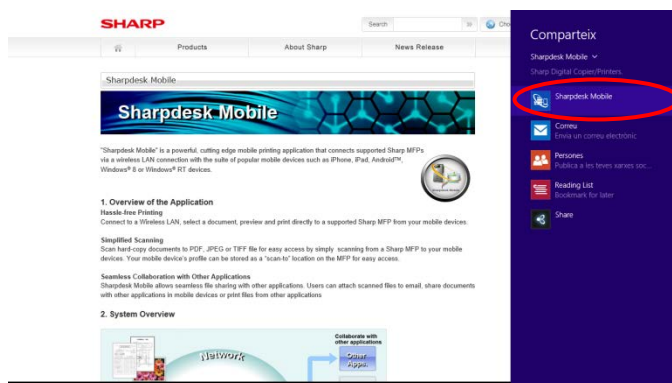 SHARP
Search
Products
About Sharp
News Release
Sharpdesk Mobile
Sharpdesk Mobile
"Sharpdesk Mobile" is a powerful, cutting edge mobile printing application that connects supported Sharp MFPs
via a wireless LAN connection with the suite of popular mobile devices such as iPhone, iPad, Android™,
Windows® 8 or Windows® RT devices.
1. Overview of the Application
Hassle-free Printing
Connect to a Wireless LAN, select a document, preview and print directly to a supported Sharp MFP from your mobile devices.
Simplified Scanning
Scan hard-copy documents to PDF, JPEG or TIFF file for easy access by simply scanning from a Sharp MFP to your mobile
devices. Your mobile device's profile can be stored as a "scan-to" location on the MFP for easy access.
Seamless Collaboration with Other Applications
Sharpdesk Mobile allows seamless file sharing with other applications. Users can attach scanned files to email, share documents
with other applications in mobile devices or print files from other applications
2. System Overview
Network
Collaborate with
other applications
Other
Apps.
Comparteix
Sharpdesk Mobile
Sharp Digital Copier/Printers
Sharpdesk Mobile
Correu
Envia un correu electrònic
Persones
Publica a les teves xarxes soc...
Reading List
Bookmark for later
Share